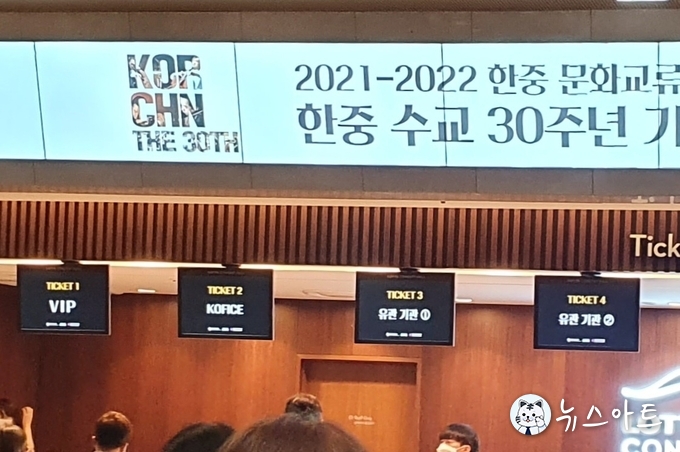 KOR
CHN
THE 30TH
2021-2022 한중 문화교류
한중 수교 30주년 기
Tick
TICKET 1
VIP
TICKET 2
KOFICE
TICKET 3
유관 기관 ①
TICKET 4
유관 기관 ②
뉴스아트
CON